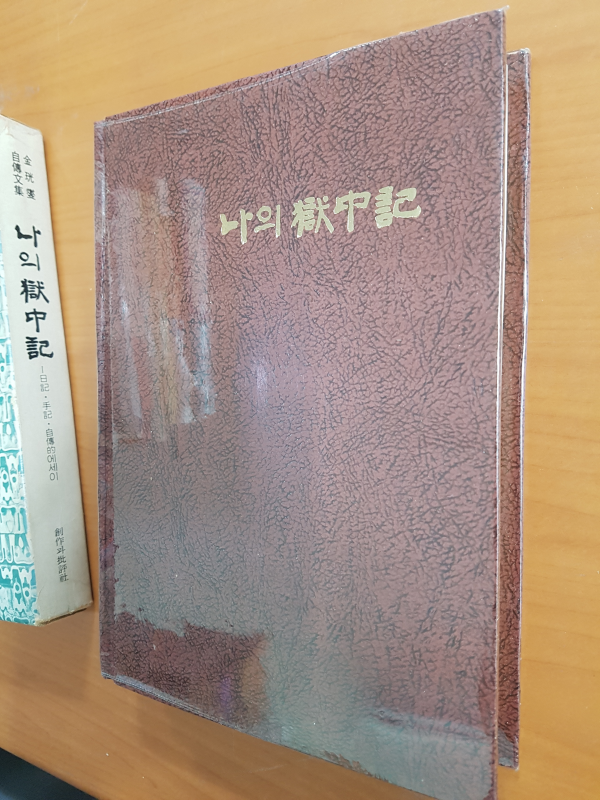 金珖燮
自傳文集
나의 獄中記
-日記·手記·自傳的에세이
創作과批評社
나의 獄中記